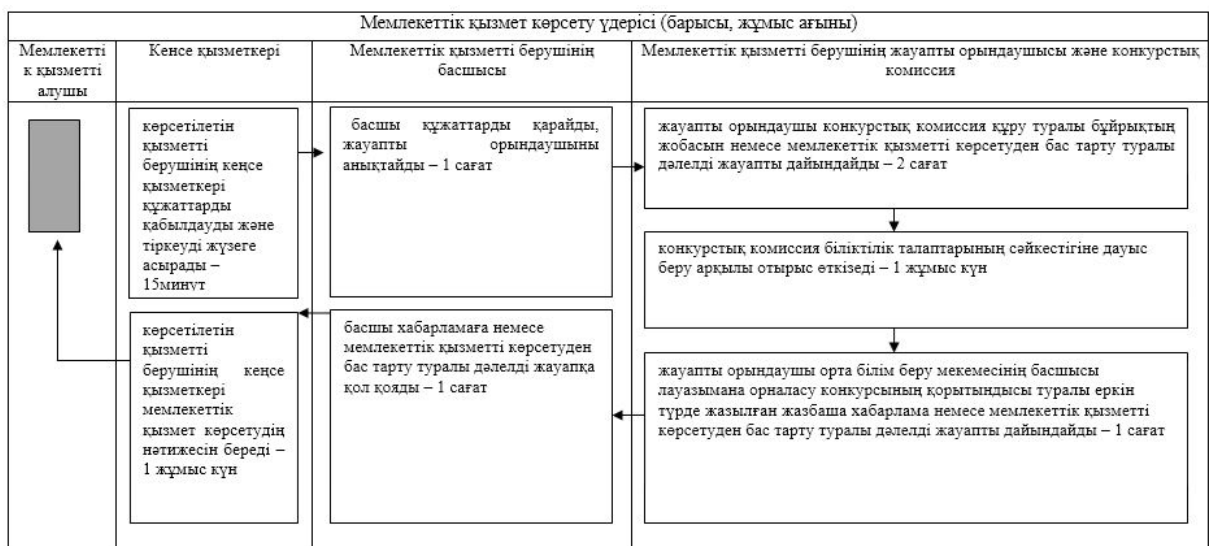 Мемлекеттік қызмет көрсету үдерісі (барысы, жұмыс ағыны)
Мемлекетті
к қызметті
алушы
Кенсе қызметкері
Мемлекеттік қызметті берушінің
басшысы
Мемлекеттік қызметті берушінің жауапты орындаушысы және конкурстық
комиссия
көрсетілетін
қызметті
берушінің кеңсе
қызметкері
құжаттарды
қабылдауды және
тіркеуді жүзеге
асырады –
15минут
басшы құжаттарды қарайды,
жауапты орындаушыны
анықтайды – 1 сағат
жауапты орындаушы конкурстық комиссия құру туралы бұйрықтың
жобасын немесе мемлекеттік қызметті көрсетуден бас тарту туралы
дәлелді жауапты дайындайды – 2 сағат
конкурстық комиссия біліктілік талаптарының сәйкестігіне дауыс
беру арқылы отырыс өткізеді – 1 жұмыс күн
жауапты орындаушы орта білім беру мекемесінің басшысы
лауазымана орналасу конкурсының қорытындысы туралы еркін
түрде жазылған жазбаша хабарлама немесе мемлекеттік қызметті
көрсетуден бас тарту туралы дәлелді жауапты дайындайды – 1 сағат
басшы хабарламаға немесе
мемлекеттік қызметті көрсетуден
бас тарту туралы дәлелді жауапқа
қол қояды – 1 сағат
көрсетілетін
қызметті
берушінің кеңсе
қызметкері
мемлекеттік
қызмет көрсетудің
нәтижесін береді –
1 жұмыс күн